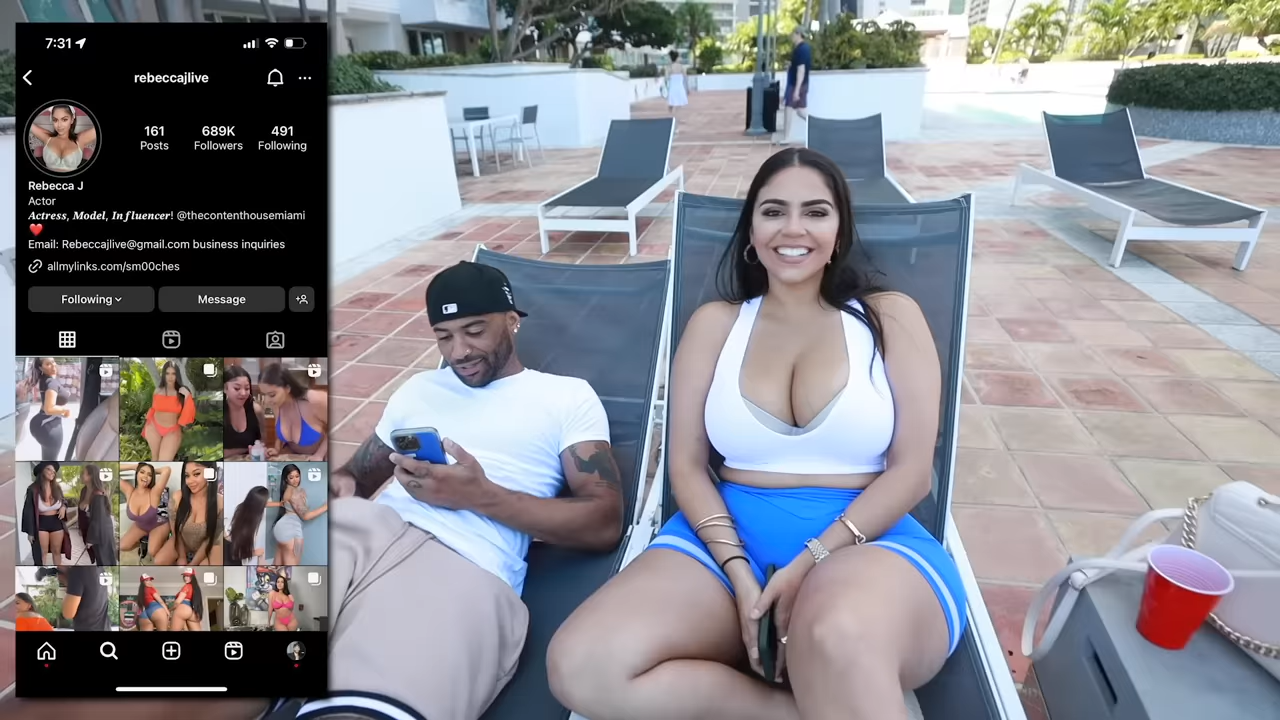 7:31
rebeccajlive
161 689K 491
Posts Followers Following
Rebecca J
Actor
Actress, Model, Influencer! @thecontenthousemiami
❤️
Email: Rebeccajlive@gmail.com business inquiries
allmylinks.com/sm00ches
Following Message